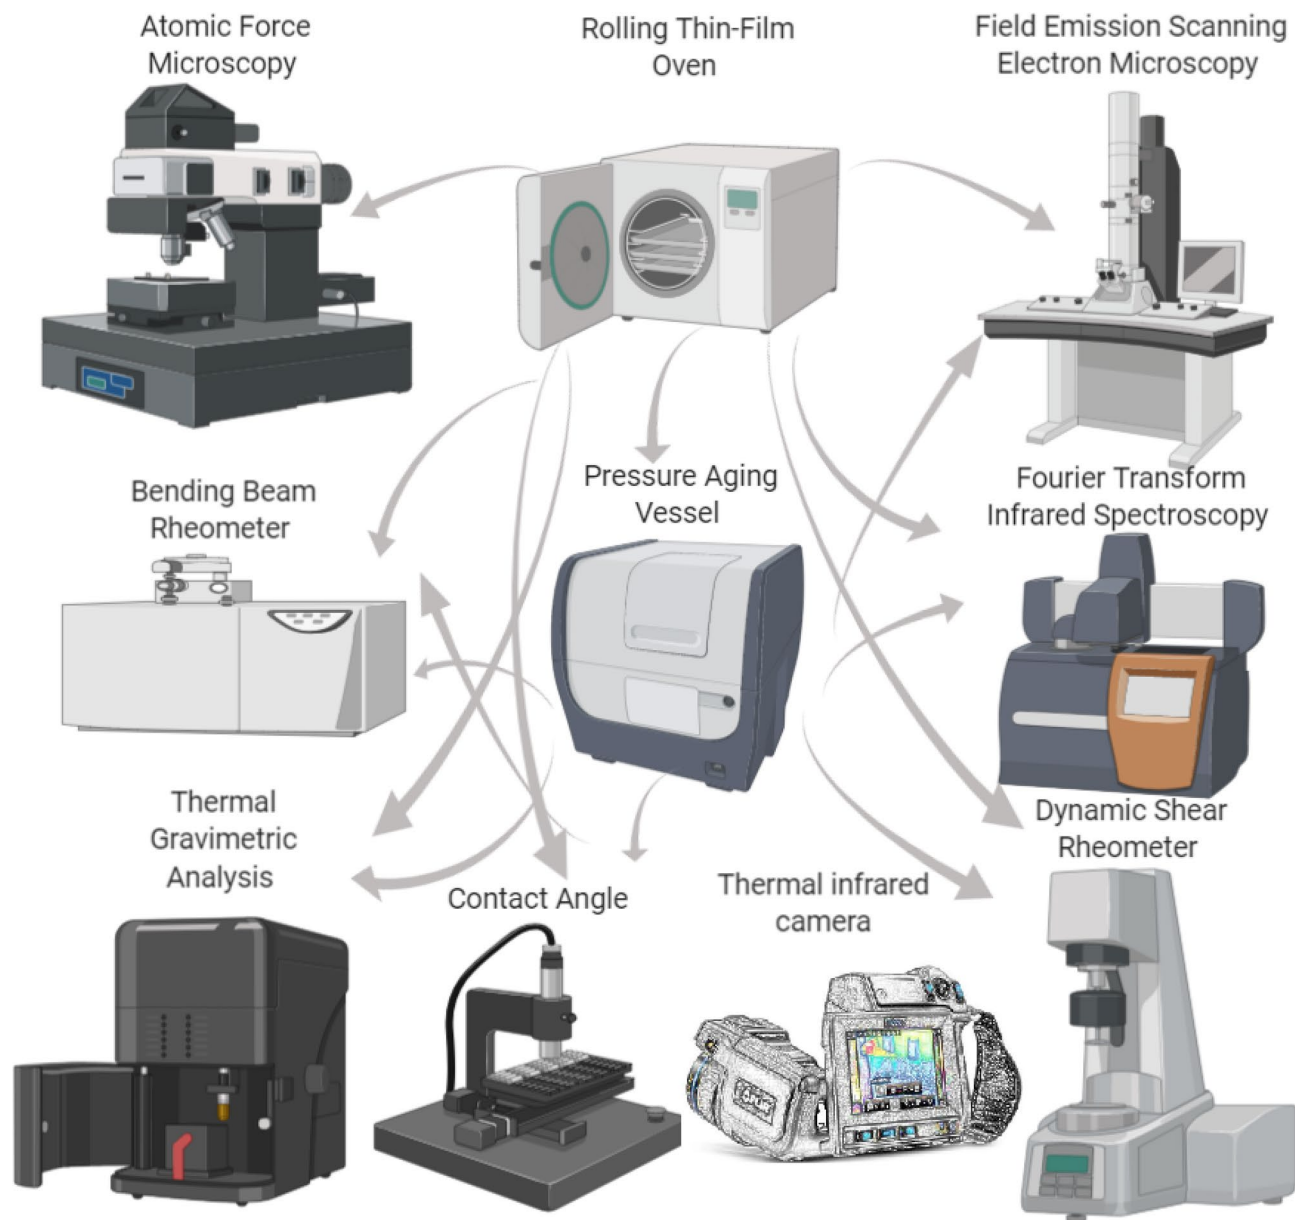 Atomic Force
Microscopy
Rolling Thin-Film
Oven
Field Emission Scanning
Electron Microscopy
Bending Beam
Rheometer
Pressure Aging
Vessel
Fourier Transform
Infrared Spectroscopy
Thermal
Gravimetric
Analysis
Contact Angle
Thermal infrared
camera
Dynamic Shear
Rheometer